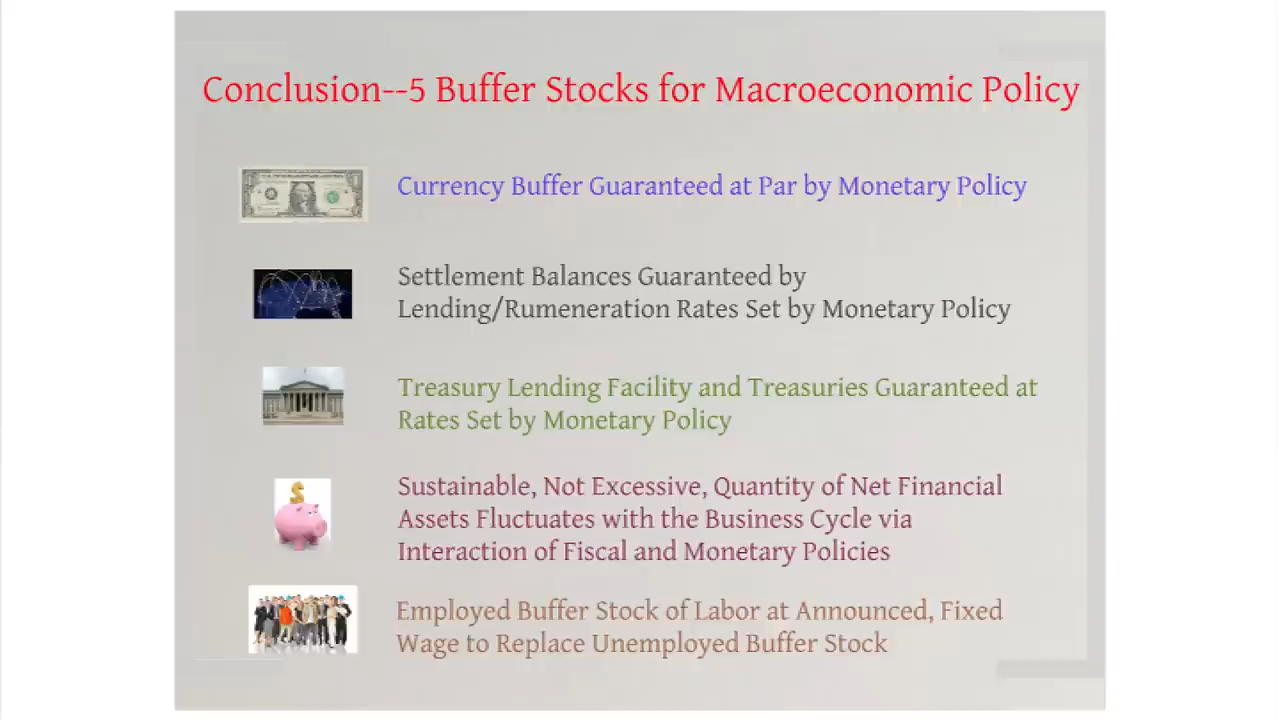 Conclusion--5 Buffer Stocks for Macroeconomic Policy
Currency Buffer Guaranteed at Par by Monetary Policy
Settlement Balances Guaranteed by
Lending/Rumeneration Rates Set by Monetary Policy
Treasury Lending Facility and Treasuries Guaranteed at
Rates Set by Monetary Policy
Sustainable, Not Excessive, Quantity of Net Financial
Assets Fluctuates with the Business Cycle via
Interaction of Fiscal and Monetary Policies
Employed Buffer Stock of Labor at Announced, Fixed
Wage to Replace Unemployed Buffer Stock